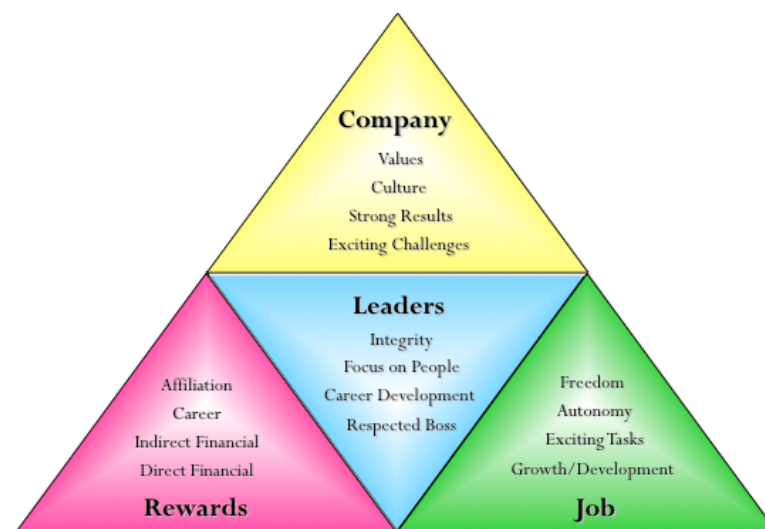 Company
Values
Culture
Strong Results
Exciting Challenges
Leaders
Integrity
Focus on People
Career Development
Respected Boss
Affiliation
Career
Indirect Financial
Direct Financial
Rewards
Freedom
Autonomy
Exciting Tasks
Growth/Development
Job